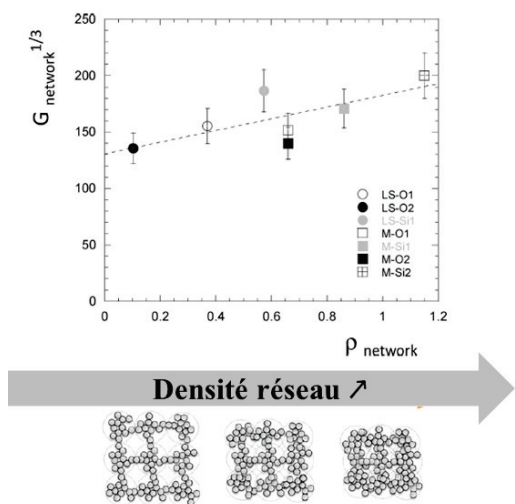 250
200
150
100
50
0
G network 1/3
LS-O1
LS-O2
LS-Si1
M-O1
M-Si1
M-O2
M-Si2
0 0.2 0.4 0.6 0.8 1 1.2
ρ network
Densité réseau ↗